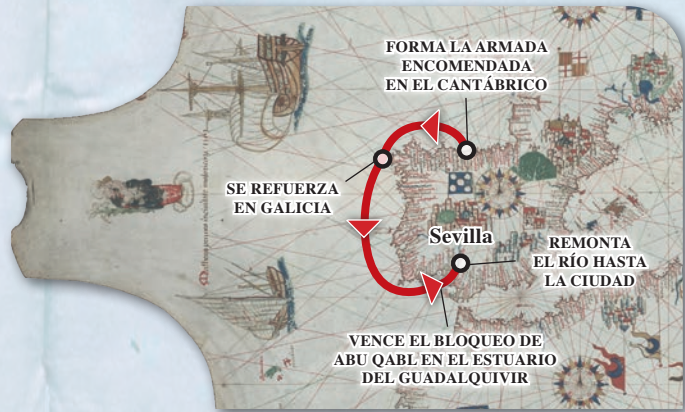 FORMA LA ARMADA
ENCOMENDADA
EN EL CANTÁBRICO
SE REFUERZA
EN GALICIA
Sevilla
REMONTA
EL RÍO HASTA
LA CIUDAD
VENCE EL BLOQUEO DE
ABU QABL EN EL ESTUARIO
DEL GUADALQUIVIR